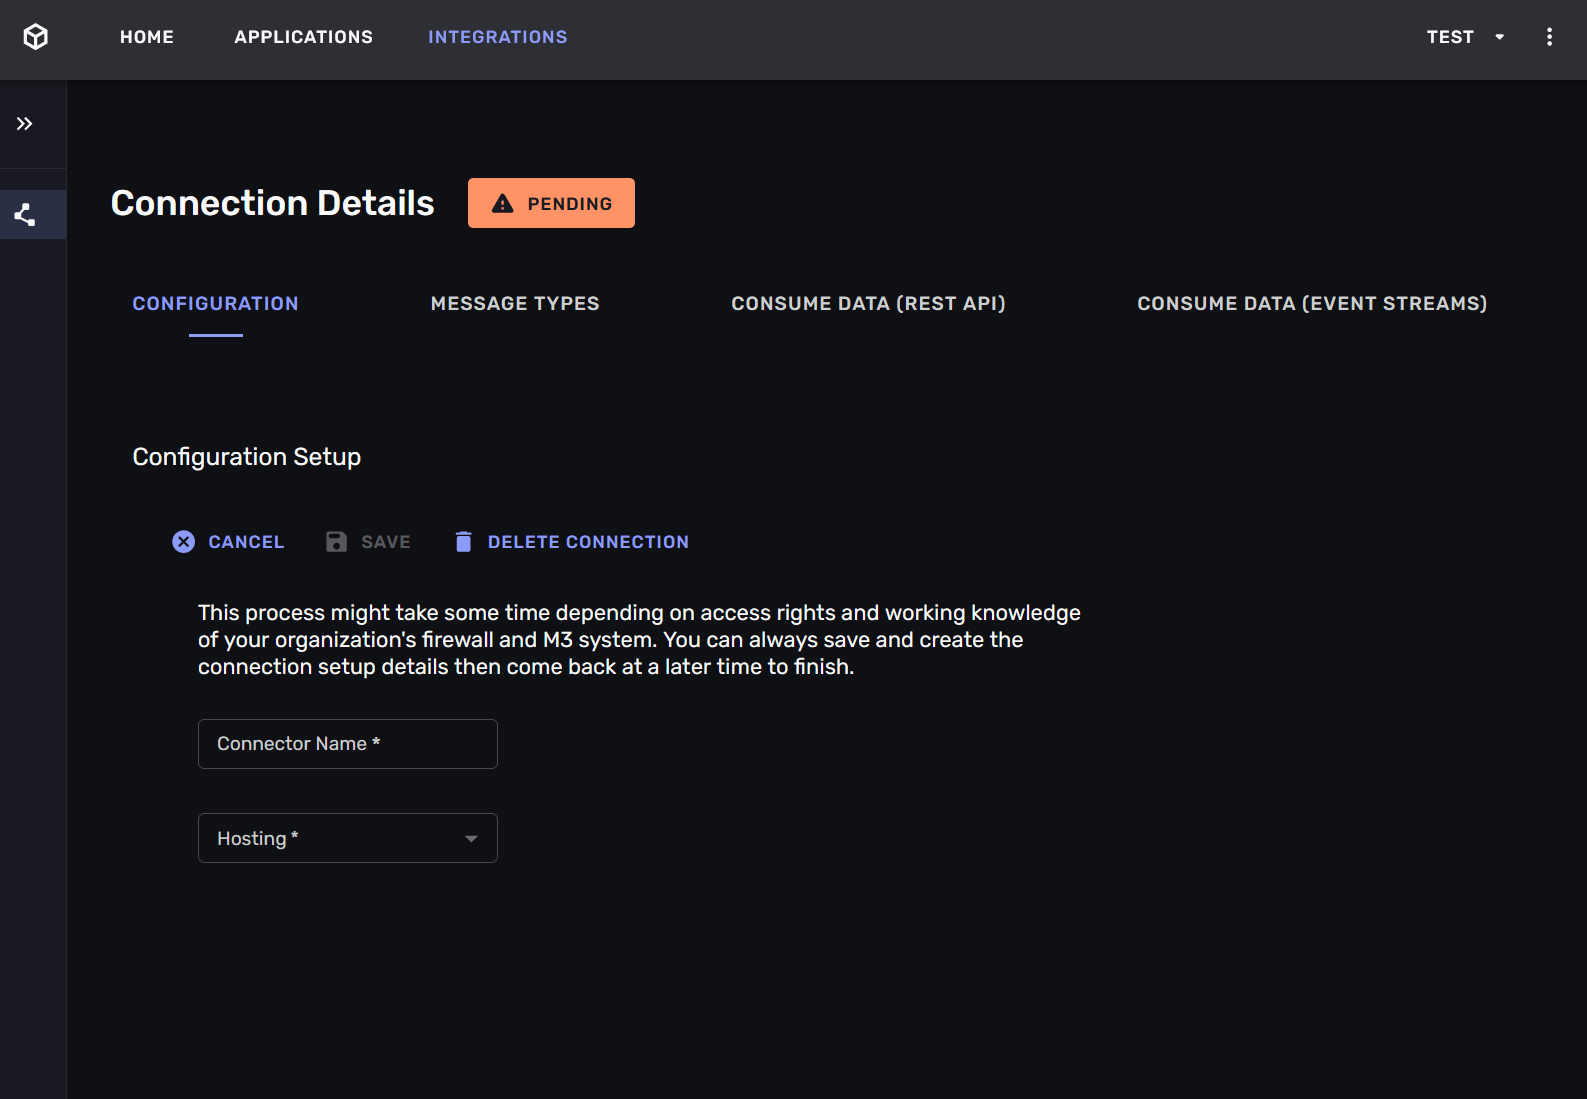 HOME APPLICATIONS INTEGRATIONS TEST
Connection Details PENDING
CONFIGURATION MESSAGE TYPES CONSUME DATA (REST API) CONSUME DATA (EVENT STREAMS)
Configuration Setup
CANCEL SAVE DELETE CONNECTION
This process might take some time depending on access rights and working knowledge
of your organization's firewall and M3 system. You can always save and create the
connection setup details then come back at a later time to finish.
Connector Name *
Hosting *